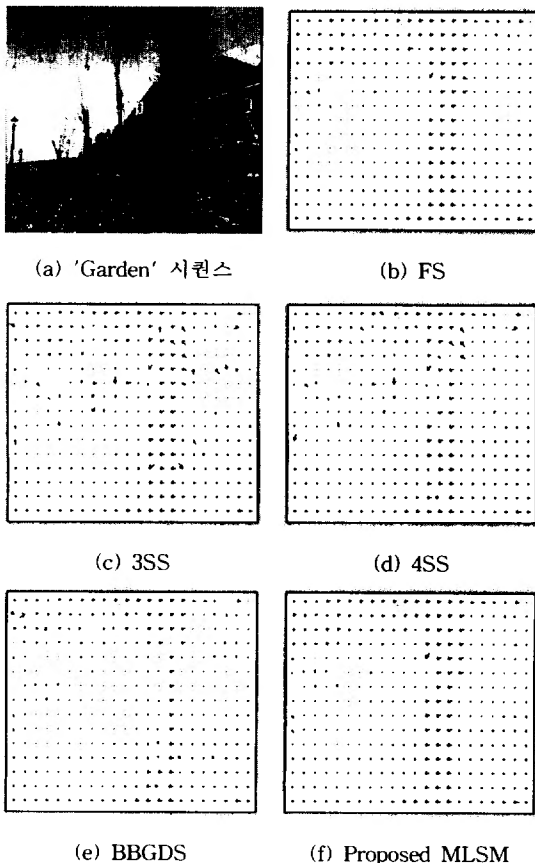 (a) 'Garden' 시퀀스
(b) FS
(c) 3SS
(d) 4SS
(e) BBGDS
(f) Proposed MLSM